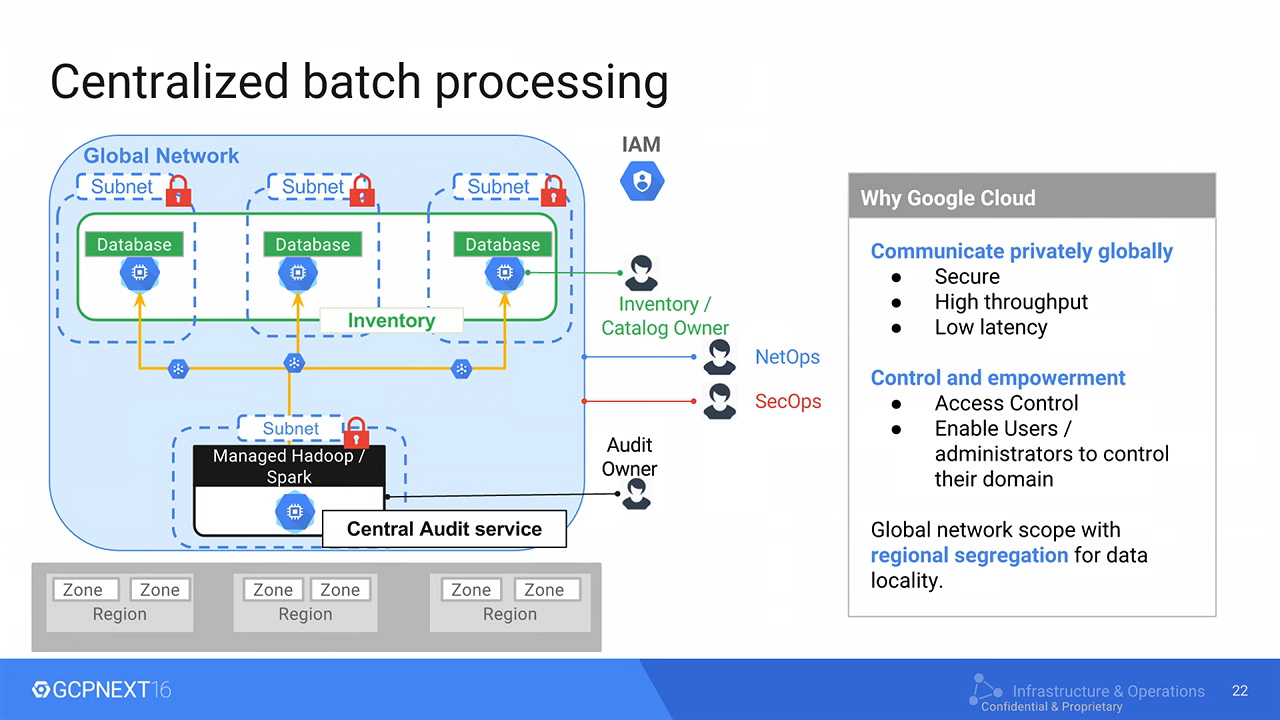 Centralized batch processing
Global Network
Subnet
Subnet
Subnet
Database
Database
Database
Inventory
Subnet
Managed Hadoop /
Spark
Central Audit service
IAM
Inventory /
Catalog Owner
NetOps
SecOps
Audit
Owner
Zone
Zone
Region
Zone
Zone
Region
Zone
Zone
Region
Why Google Cloud
Communicate privately globally
● Secure
● High throughput
● Low latency
Control and empowerment
● Access Control
● Enable Users /
administrators to control
their domain
Global network scope with
regional segregation for data
locality.
GCPNEXT16
Infrastructure & Operations
Confidential & Proprietary
22